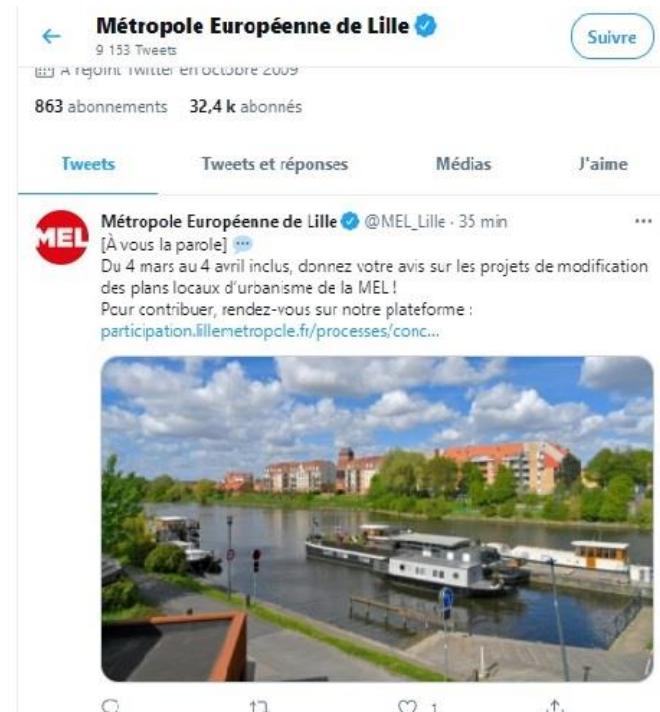 Métropole Européenne de Lille
9 153 Tweets
Suivre
A rejoint Twitter en octobre 2009
863 abonnements 32,4 k abonnés
Tweets Tweets et réponses Médias J'aime
MEL
Métropole Européenne de Lille @MEL_Lille · 35 min
[À vous la parole] 💬
Du 4 mars au 4 avril inclus, donnez votre avis sur les projets de modification
des plans locaux d'urbanisme de la MEL !
Pour contribuer, rendez-vous sur notre plateforme :
participation.lillemetropole.fr/processes/conc...
1